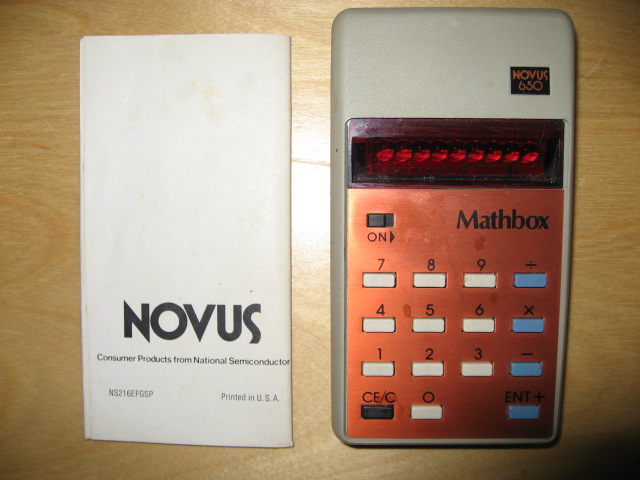 NOVUS
Consumer Products from National Semiconductor
NS216EFGSP Printed in U.S.A.
NOVUS
650
Mathbox
ON
7 8 9 ÷
4 5 6 ×
1 2 3 −
CE/C 0 ENT +